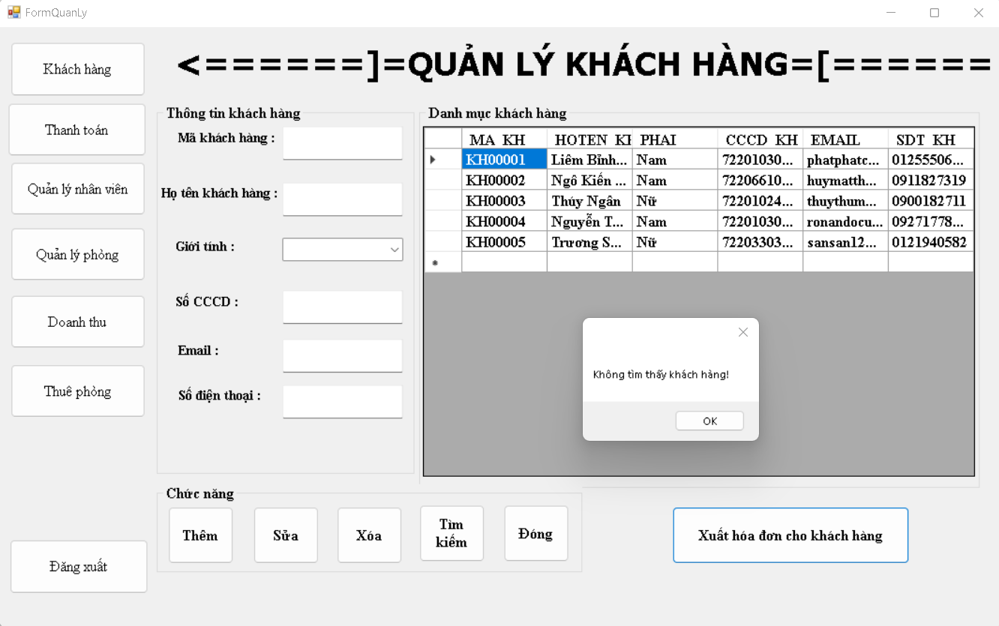 FormQuanLy
<======]=QUẢN LÝ KHÁCH HÀNG=[======
Khách hàng
Thanh toán
Quản lý nhân viên
Quản lý phòng
Doanh thu
Thuê phòng
Đăng xuất
Thông tin khách hàng
Mã khách hàng :
Họ tên khách hàng :
Giới tính :
Số CCCD :
Email :
Số điện thoại :
Danh mục khách hàng
MA_KH HOTEN_KH PHAI CCCD_KH EMAIL SDT_KH
KH00001 Liêm Bỉnh... Nam 72201030... phatphatc... 01255506...
KH00002 Ngô Kiến ... Nam 72206610... huymatth... 0911827319
KH00003 Thúy Ngân Nữ 72201024... thuythum... 0900182711
KH00004 Nguyễn T... Nam 72201030... ronandocu... 09271778...
KH00005 Trương S... Nữ 72203303... sansan12... 0121940582
Không tìm thấy khách hàng!
OK
Chức năng
Thêm
Sửa
Xóa
Tìm
kiếm
Đóng
Xuất hóa đơn cho khách hàng